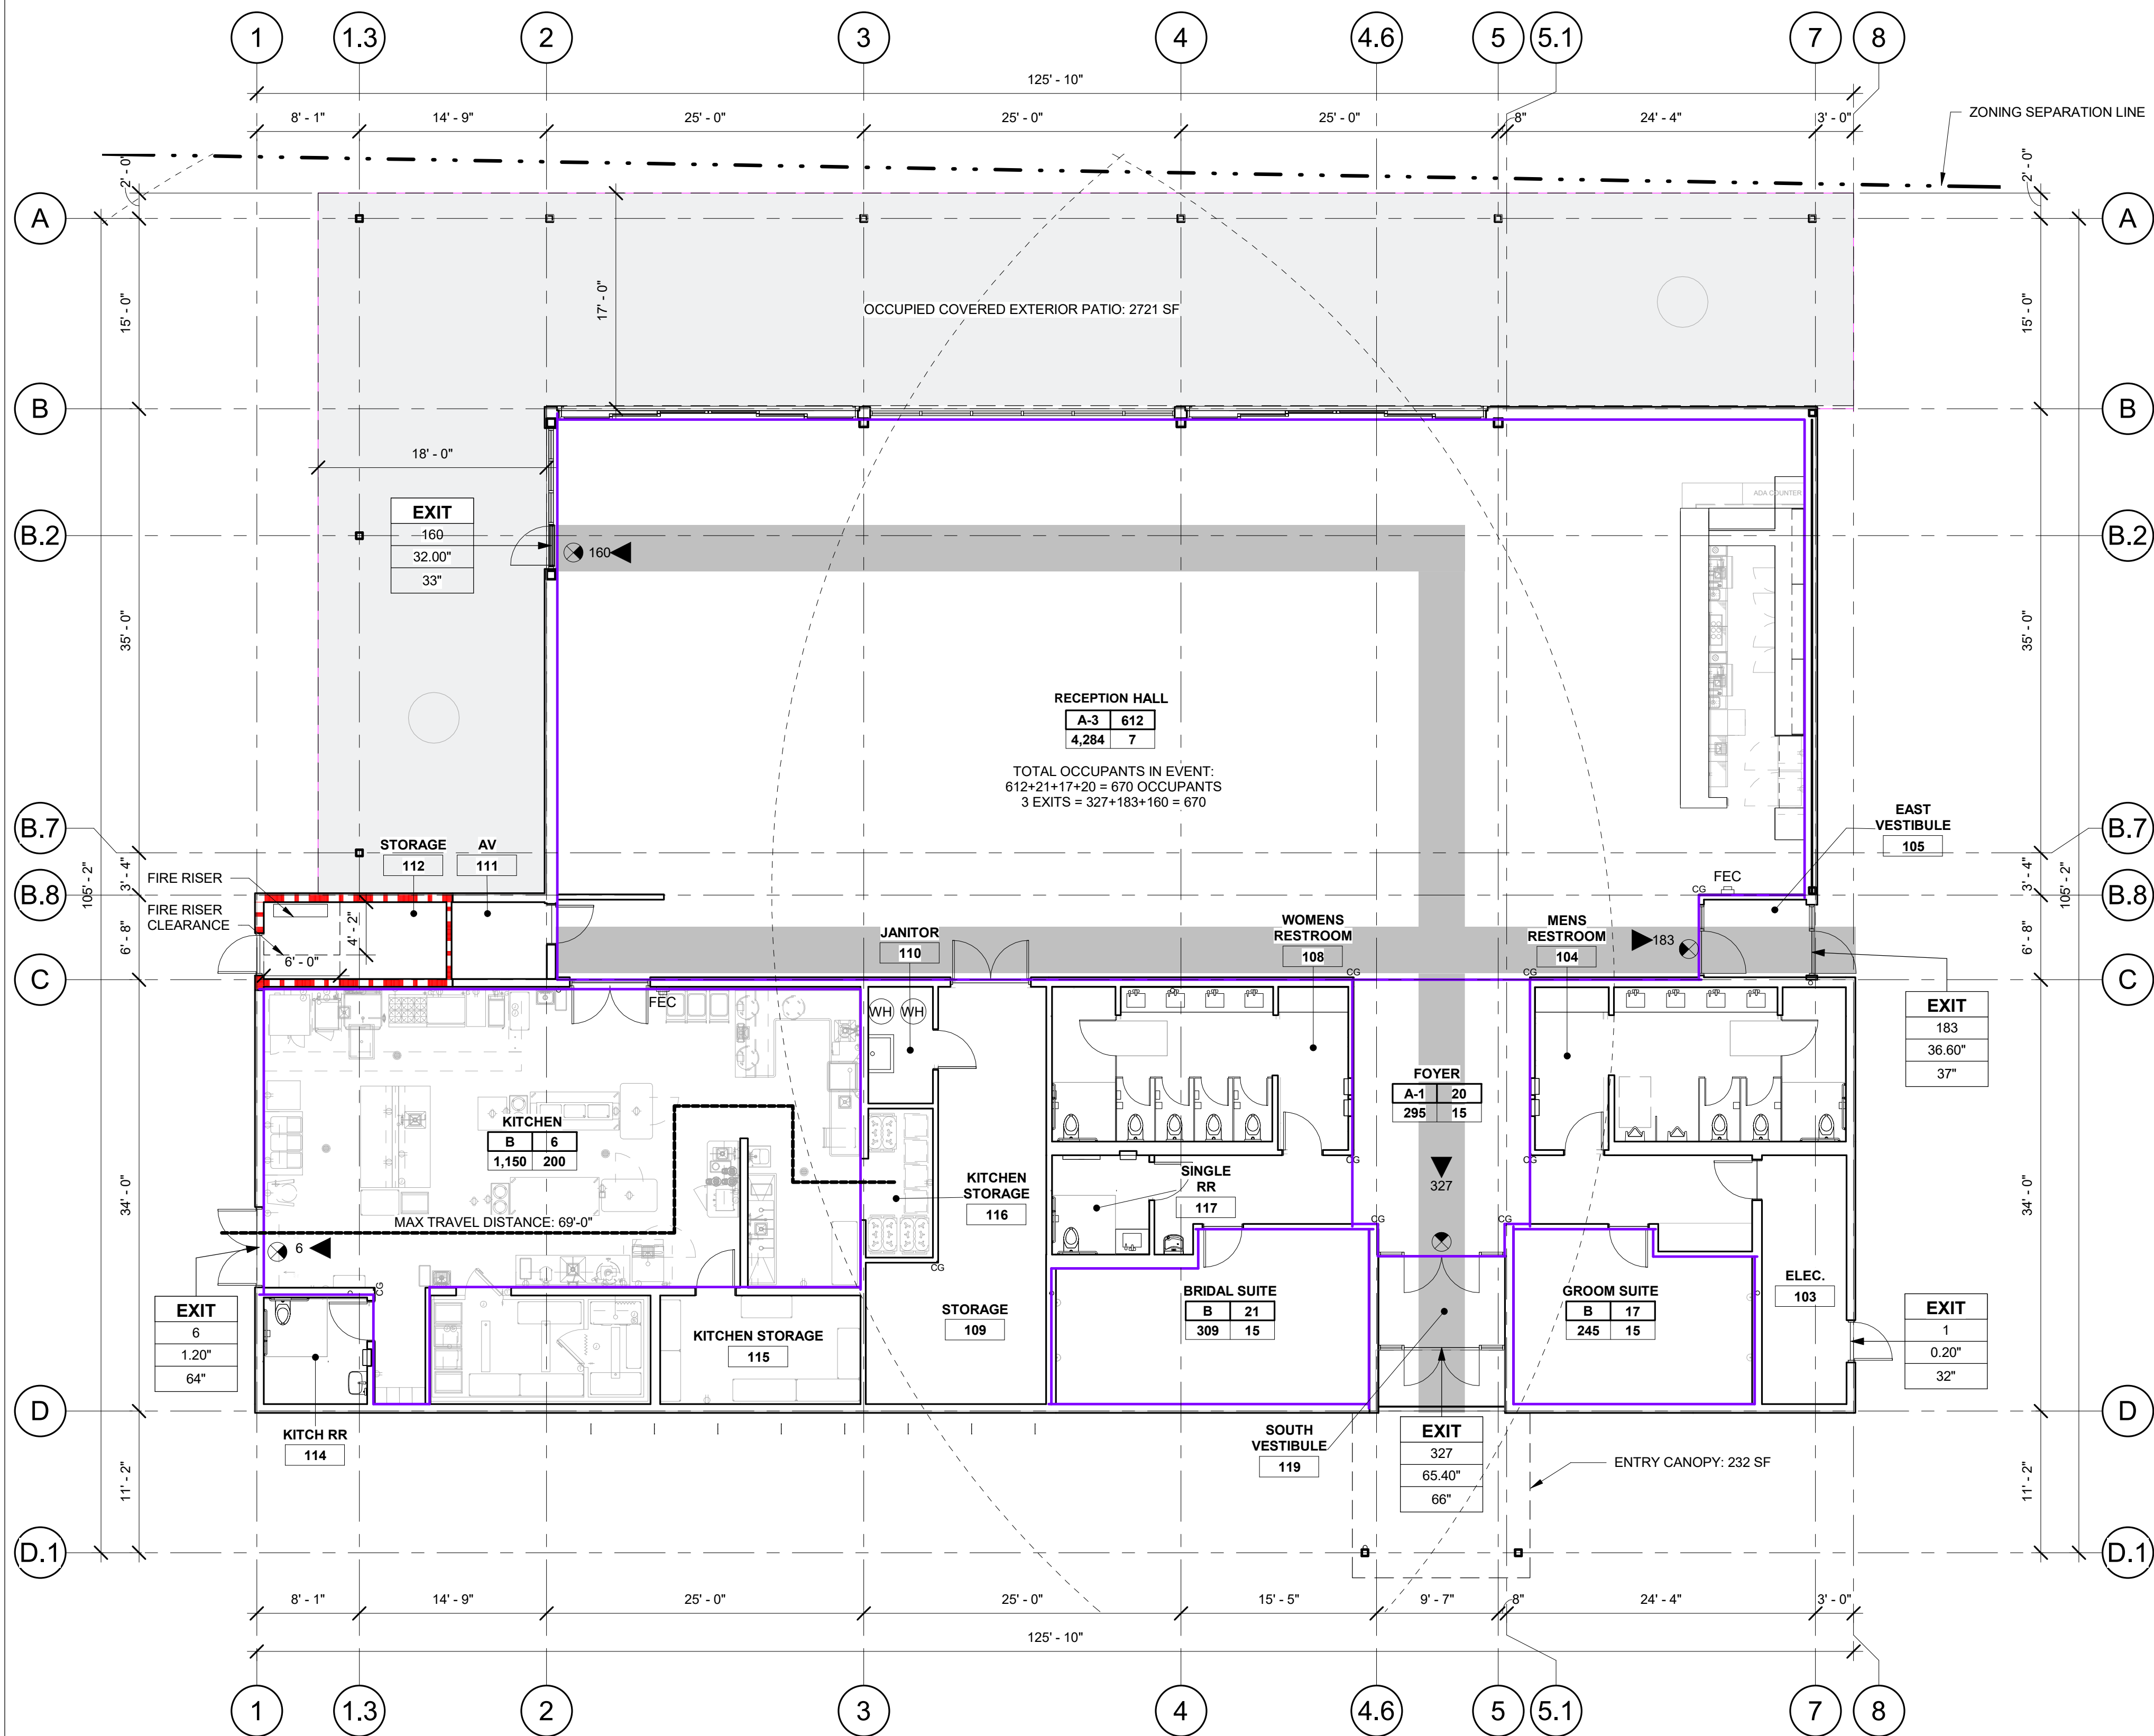 1
1.3
2
3
4
4.6
5
5.1
7
8
125' - 10"
8' - 1"
14' - 9"
25' - 0"
25' - 0"
25' - 0"
8"
24' - 4"
3' - 0"
ZONING SEPARATION LINE
2' - 0"
2' - 0"
A
A
15' - 0"
17' - 0"
OCCUPIED COVERED EXTERIOR PATIO: 2721 SF
15' - 0"
B
B
18' - 0"
EXIT
160
32.00"
33"
ADA COUNTER
B.2
160
B.2
35' - 0"
35' - 0"
RECEPTION HALL
A-3 612
4,284 7
TOTAL OCCUPANTS IN EVENT:
612+21+17+20 = 670 OCCUPANTS
3 EXITS = 327+183+160 = 670
B.7
B.7
EAST
VESTIBULE
105
STORAGE
112
AV
111
105' - 2"
3' - 4"
3' - 4"
105' - 2"
FIRE RISER
FEC
CG
B.8
B.8
FIRE RISER
CLEARANCE
4' - 2"
6' - 0"
6' - 8"
6' - 8"
JANITOR
110
WOMENS
RESTROOM
108
MENS
RESTROOM
104
183
C
C
CG
CG
FEC
WH
WH
EXIT
183
36.60"
37"
FOYER
A-1 20
295 15
KITCHEN
B 6
1,150 200
CG
CG
34' - 0"
34' - 0"
KITCHEN
STORAGE
116
SINGLE
RR
117
327
MAX TRAVEL DISTANCE: 69'-0"
CG
CG
6
CG
CG
EXIT
6
1.20"
64"
KITCHEN STORAGE
115
STORAGE
109
BRIDAL SUITE
B 21
309 15
GROOM SUITE
B 17
245 15
ELEC.
103
EXIT
1
0.20"
32"
D
D
KITCH RR
114
SOUTH
VESTIBULE
119
EXIT
327
65.40"
66"
ENTRY CANOPY: 232 SF
11' - 2"
11' - 2"
D.1
D.1
8' - 1"
14' - 9"
25' - 0"
25' - 0"
15' - 5"
9' - 7"
8"
24' - 4"
3' - 0"
125' - 10"
1
1.3
2
3
4
4.6
5
5.1
7
8